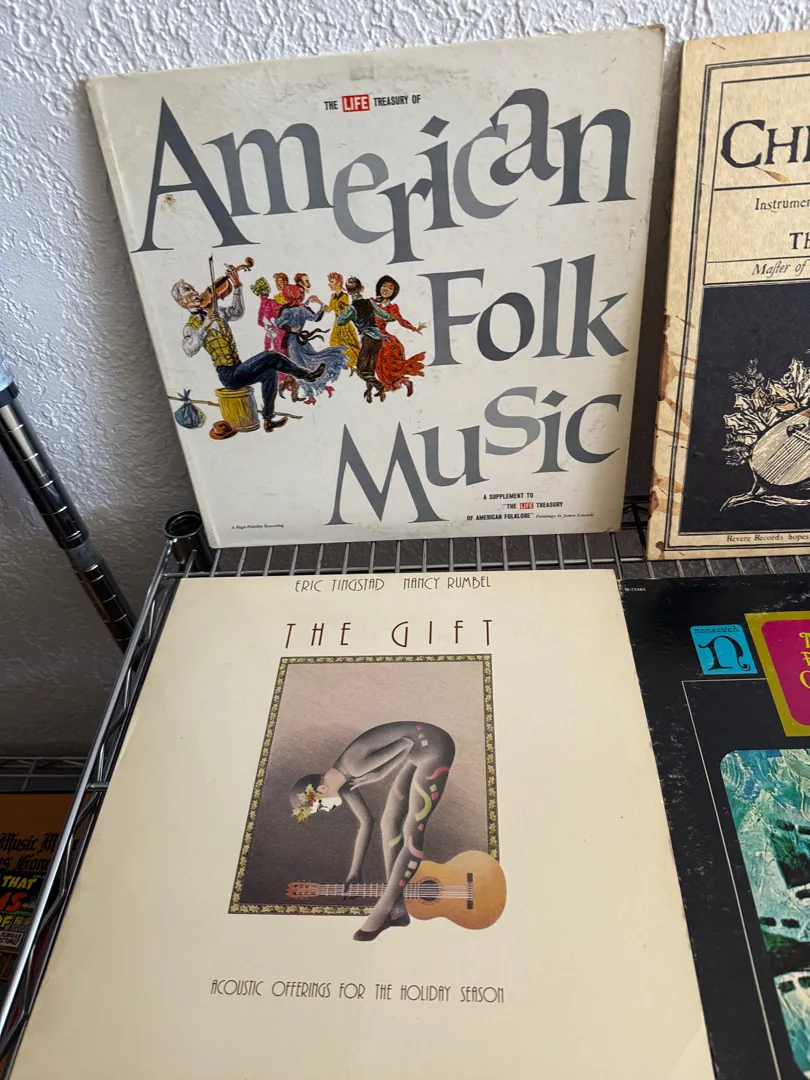 THE LIFE TREASURY OF
American
Folk
Music
A SUPPLEMENT TO
"THE LIFE TREASURY
OF AMERICAN FOLKLORE"
A High-Fidelity Recording
Instrumen
Th
Master of
Revere Records hopes
ERIC TINGSTAD NANCY RUMBEL
THE GIFT
ACOUSTIC OFFERINGS FOR THE HOLIDAY SEASON
nonesuch
n
Music M
THAT